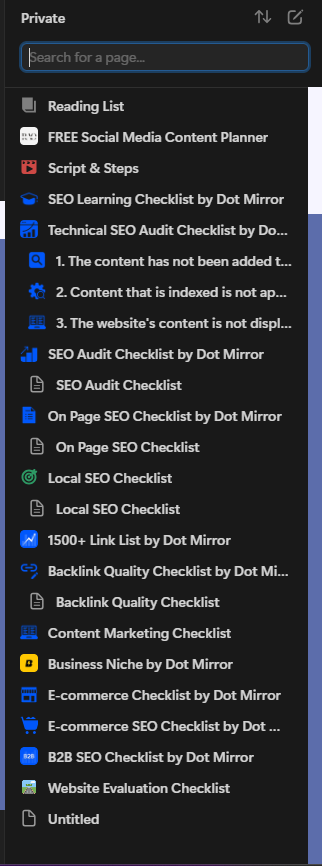 Private
Search for a page...
Reading List
FREE Social Media Content Planner
Script & Steps
SEO Learning Checklist by Dot Mirror
Technical SEO Audit Checklist by Do...
1. The content has not been added t...
2. Content that is indexed is not ap...
3. The website's content is not displ...
SEO Audit Checklist by Dot Mirror
SEO Audit Checklist
On Page SEO Checklist by Dot Mirror
On Page SEO Checklist
Local SEO Checklist
Local SEO Checklist
1500+ Link List by Dot Mirror
Backlink Quality Checklist by Dot Mi...
Backlink Quality Checklist
Content Marketing Checklist
Business Niche by Dot Mirror
E-commerce Checklist by Dot Mirror
E-commerce SEO Checklist by Dot ...
B2B SEO Checklist by Dot Mirror
Website Evaluation Checklist
Untitled